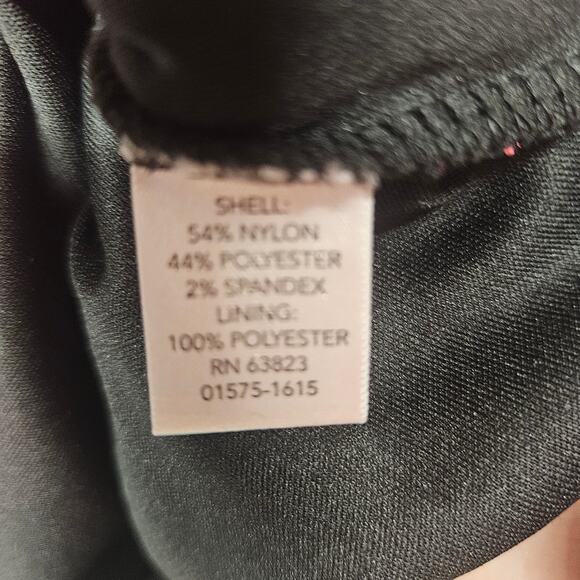 SHELL:
54% NYLON
44% POLYESTER
2% SPANDEX
LINING:
100% POLYESTER
RN 63823
01575-1615